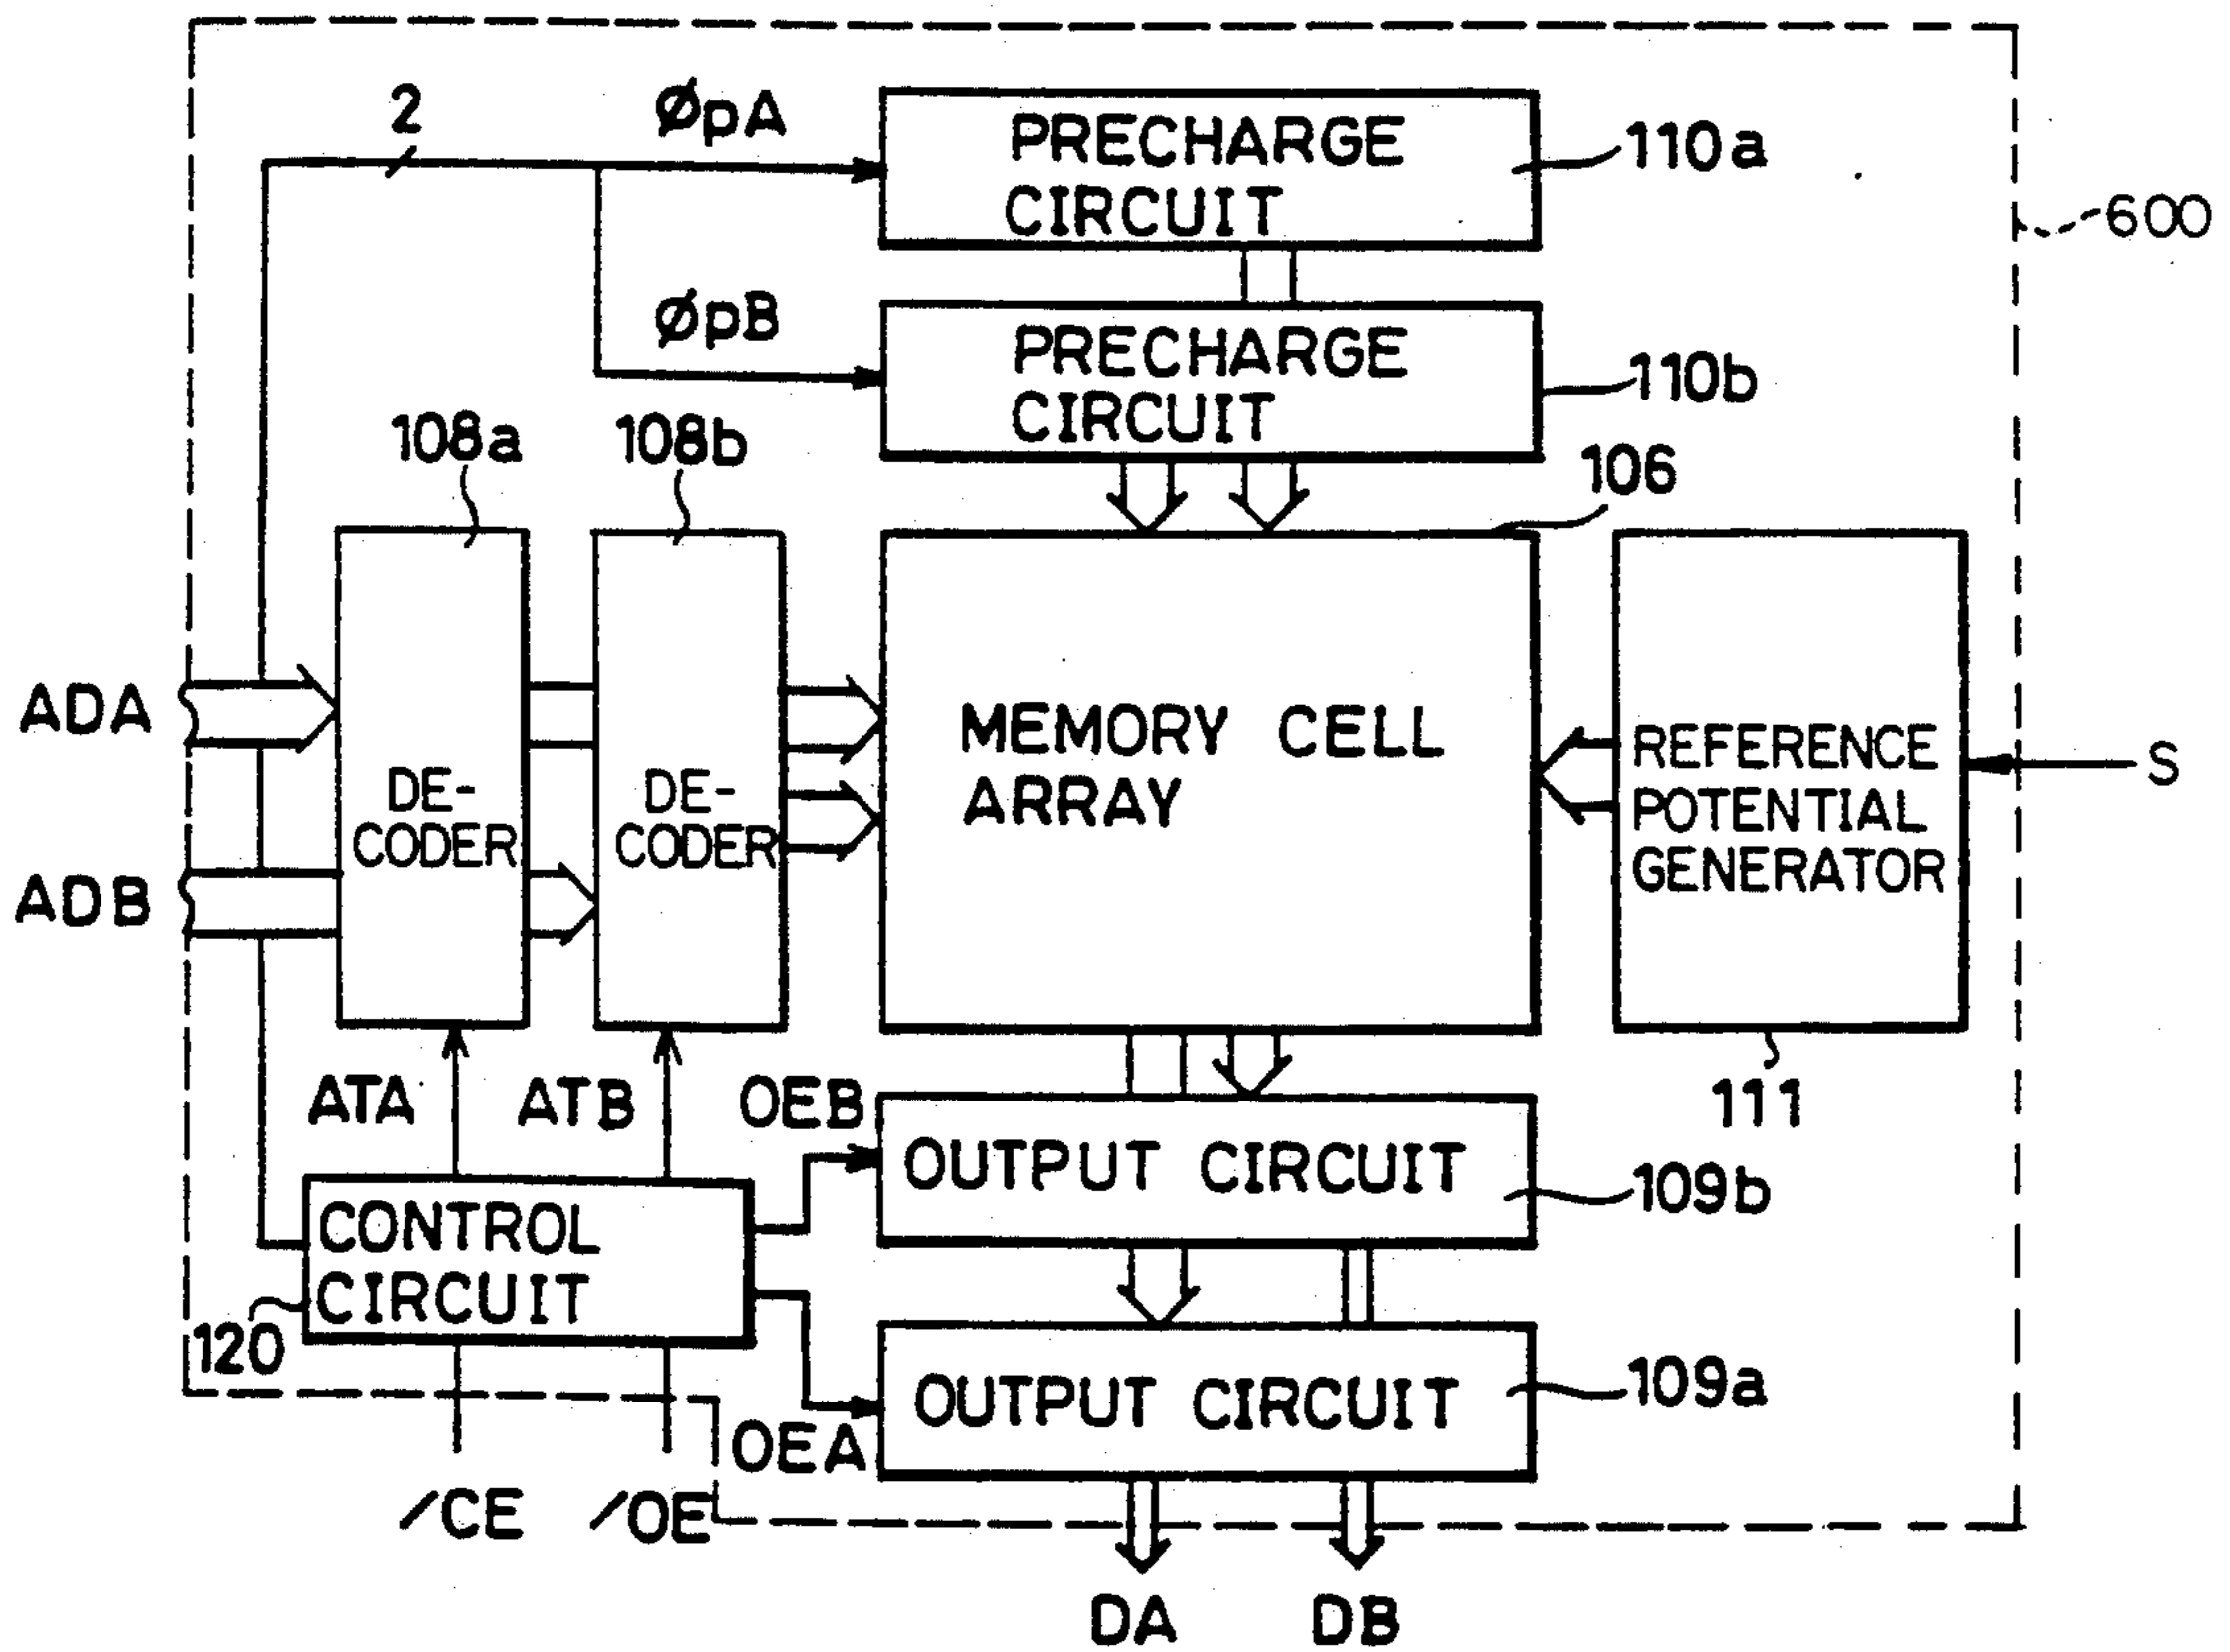 2
ØpA
PRECHARGE
CIRCUIT
110a
600
ØpB
PRECHARGE
CIRCUIT
110b
108a
108b
106
ADA
ADB
DE-
CODER
DE-
CODER
MEMORY CELL
ARRAY
REFERENCE
POTENTIAL
GENERATOR
S
111
ATA
ATB
OEB
OUTPUT CIRCUIT
109b
CONTROL
CIRCUIT
120
OEA
OUTPUT CIRCUIT
109a
/CE
/OE
DA
DB